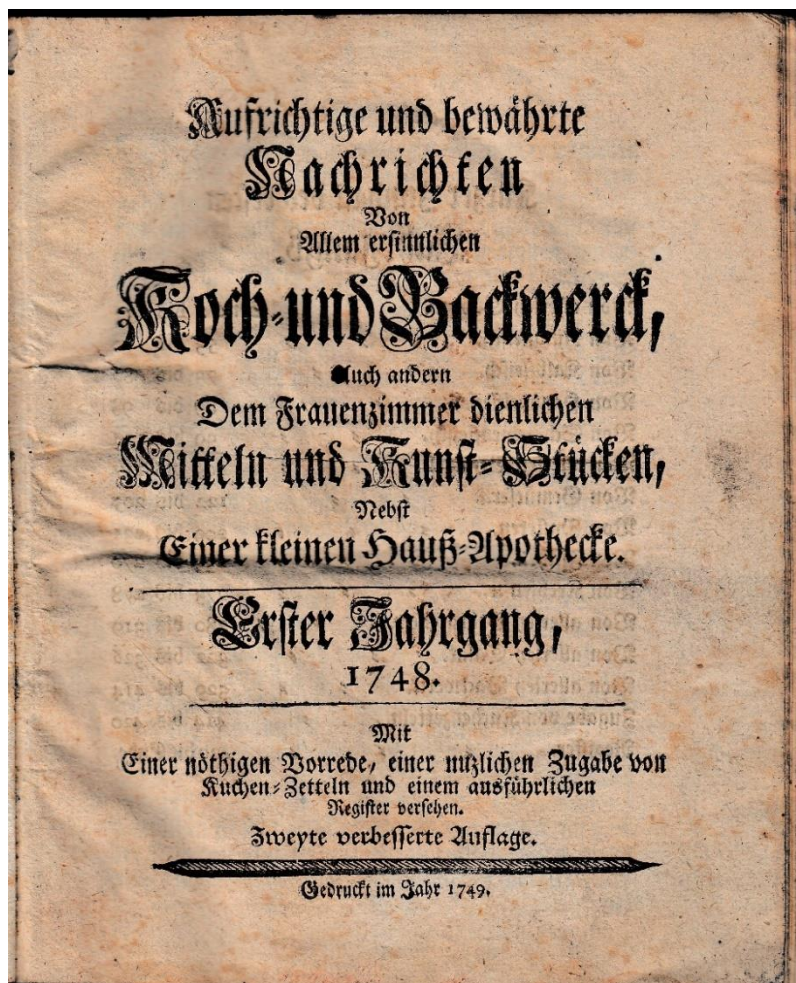 Aufrichtige und bewährte
Nachrichten
Von
Allem ersinnlichen
Koch-und Backwerck,
Auch andern
Dem Frauenzimmer dienlichen
Mitteln und Kunst-Stücken,
Nebst
Einer kleinen Hauß-Apothecke.
Erster Jahrgang,
1748.
Mit
Einer nöthigen Vorrede, einer nuzlichen Zugabe von
Kuchen-Zetteln und einem ausführlichen
Register versehen.
Zweyte verbesserte Auflage.
Gedruckt im Jahr 1749.